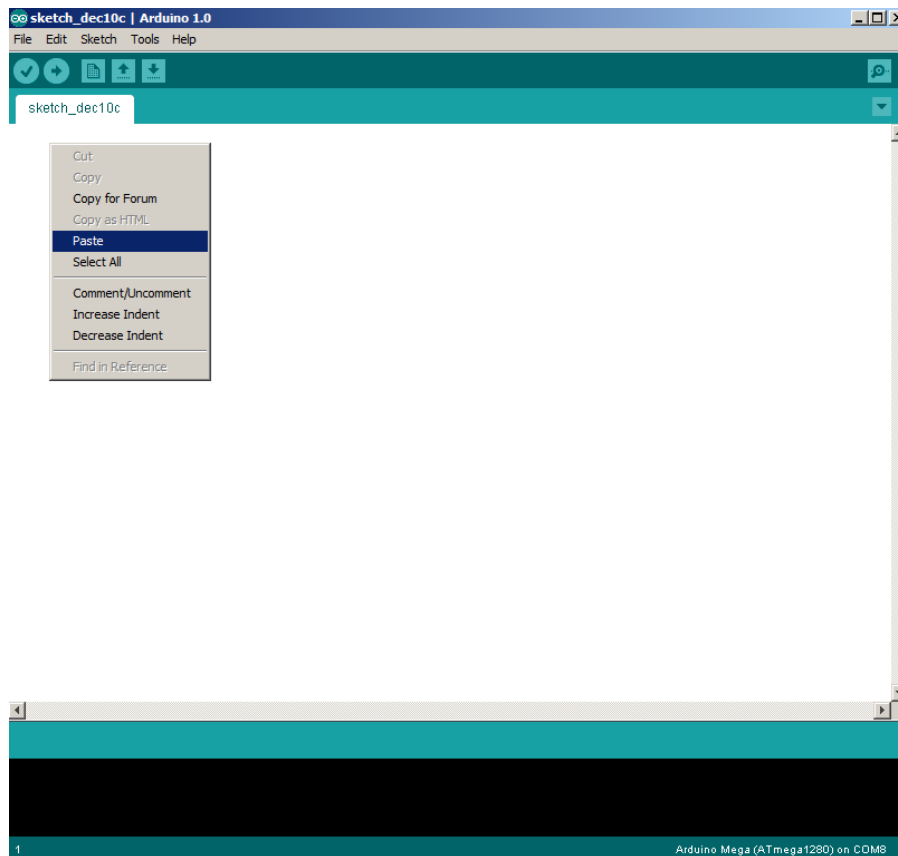 sketch_dec10c | Arduino 1.0
File Edit Sketch Tools Help
sketch_dec10c
Cut
Copy
Copy for Forum
Copy as HTML
Paste
Select All
Comment/Uncomment
Increase Indent
Decrease Indent
Find in Reference
1 Arduino Mega (ATmega1280) on COM8